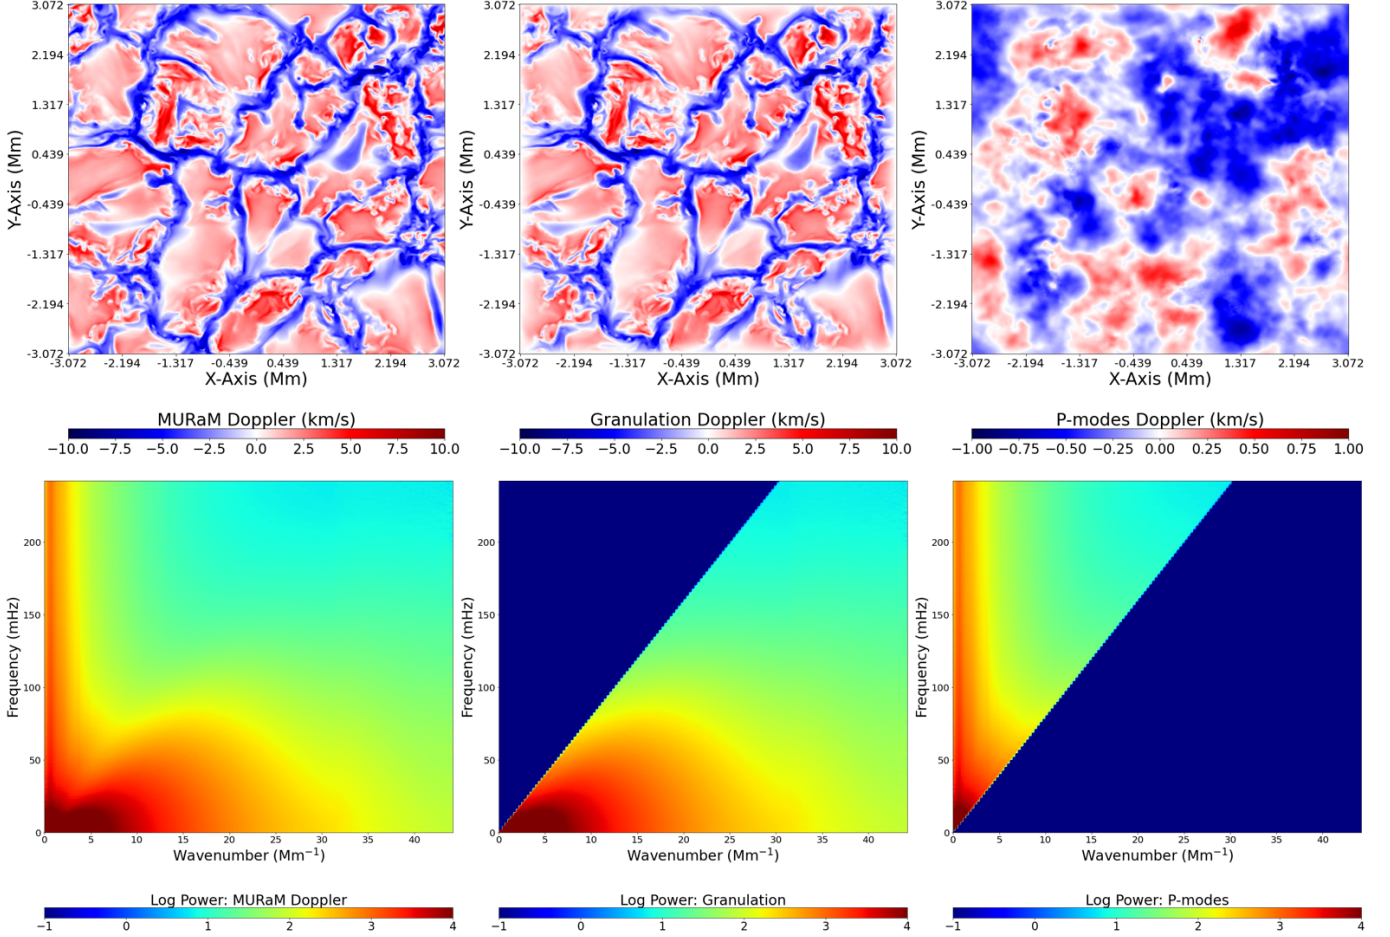 3.072 3.072 3.072
2.194 2.194 2.194
1.317 1.317 1.317
0.439 0.439 0.439
-0.439 -0.439 -0.439
-1.317 -1.317 -1.317
-2.194 -2.194 -2.194
-3.072 -3.072 -3.072
Y-Axis (Mm) Y-Axis (Mm) Y-Axis (Mm)
-3.072 -2.194 -1.317 -0.439 0.439 1.317 2.194 3.072 -3.072 -2.194 -1.317 -0.439 0.439 1.317 2.194 3.072 -3.072 -2.194 -1.317 -0.439 0.439 1.317 2.194 3.072
X-Axis (Mm) X-Axis (Mm) X-Axis (Mm)
MURaM Doppler (km/s) Granulation Doppler (km/s) P-modes Doppler (km/s)
−10.0 −7.5 −5.0 −2.5 0.0 2.5 5.0 7.5 10.0 −10.0 −7.5 −5.0 −2.5 0.0 2.5 5.0 7.5 10.0 −1.00 −0.75 −0.50 −0.25 0.00 0.25 0.50 0.75 1.00
200 200 200
150 150 150
100 100 100
50 50 50
0 0 0
Frequency (mHz) Frequency (mHz) Frequency (mHz)
0 5 10 15 20 25 30 35 40 0 5 10 15 20 25 30 35 40 0 5 10 15 20 25 30 35 40
Wavenumber (Mm⁻¹) Wavenumber (Mm⁻¹) Wavenumber (Mm⁻¹)
Log Power: MURaM Doppler Log Power: Granulation Log Power: P-modes
−1 0 1 2 3 4 −1 0 1 2 3 4 −1 0 1 2 3 4